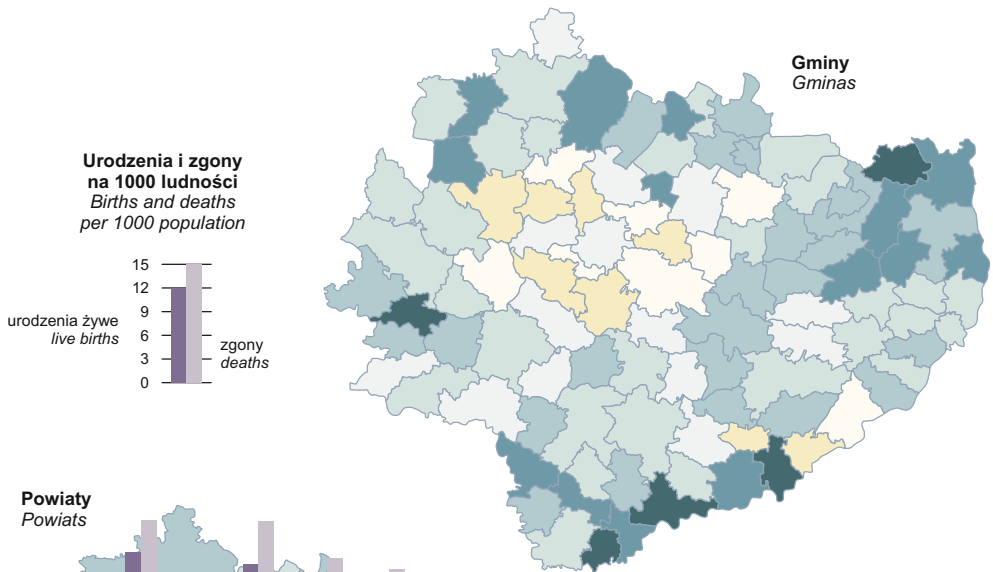 Gminy
Gminas
Urodzenia i zgony
na 1000 ludności
Births and deaths
per 1000 population
15
12
9
6
3
0
urodzenia żywe
live births
zgony
deaths
Powiaty
Powiats